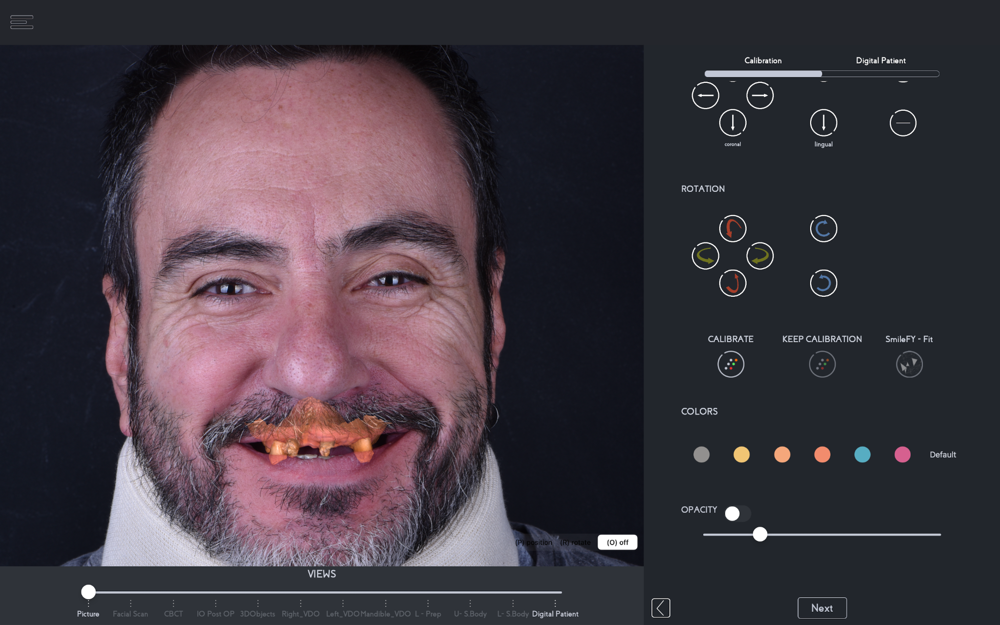 Calibration Digital Patient
coronal lingual
ROTATION
CALIBRATE KEEP CALIBRATION SmileFY - Fit
COLORS
Default
OPACITY
(P) position (R) rotate (O) off
VIEWS
Picture Facial Scan CBCT IO Post OP 3DObjects Right_VDO Left_VDO Mandible_VDO L - Prep U- S.Body L- S.Body Digital Patient
Next